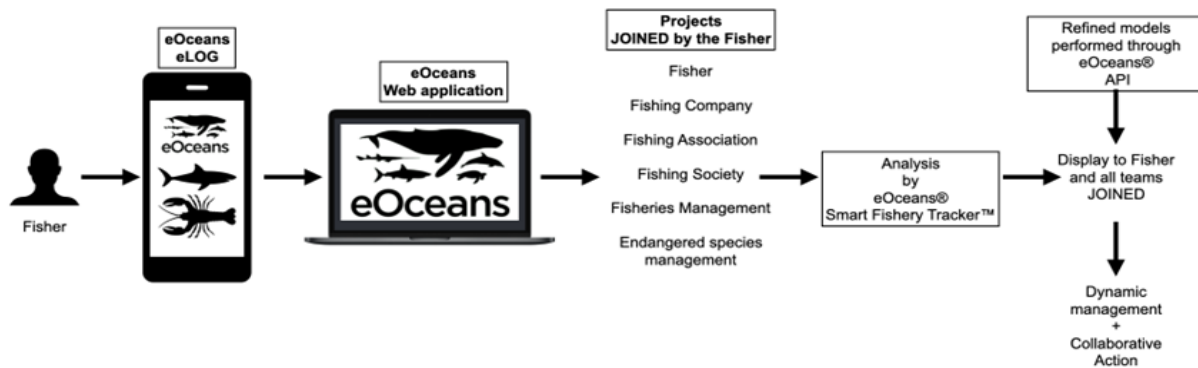 Fisher
eOceans
eLOG
eOceans
eOceans
Web application
eOceans
Projects
JOINED by the Fisher
Fisher
Fishing Company
Fishing Association
Fishing Society
Fisheries Management
Endangered species
management
Analysis
by
eOceans®
Smart Fishery Tracker™
Refined models
performed through
eOceans®
API
Display to Fisher
and all teams
JOINED
Dynamic
management
+
Collaborative
Action